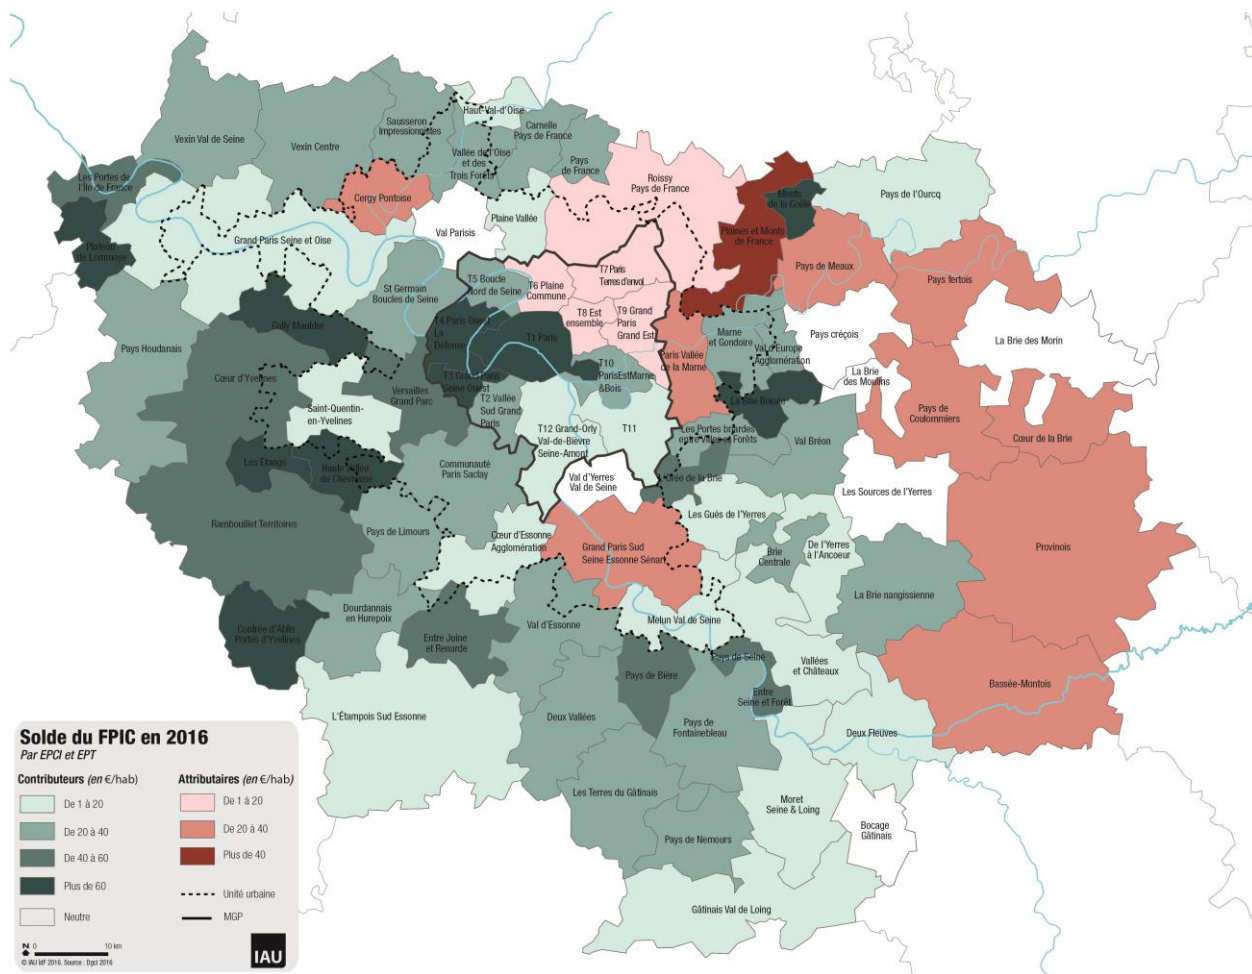 Haut-Val-d'Oise
Sausseron
Impressionnistes
Carnelle
Pays de France
Vexin Val de Seine
Vexin Centre
Vallée de l'Oise
et des
Trois Forêts
Pays
de France
Les Portes de
l'Ile de France
Cergy Pontoise
Roissy
Pays de France
Monts
de la Goële
Pays de l'Ourcq
Plaine Vallée
Plateau
de Lommoye
Grand Paris Seine et Oise
Val Parisis
Plaines et Monts
de France
Pays de Meaux
Pays fertois
St Germain
Boucles de Seine
T5 Boucle
Nord de Seine
T6 Plaine
Commune
T7 Paris
Terres d'envol
Gally Mauldre
T4 Paris Ouest
La
Défense
T1 Paris
T8 Est
ensemble
T9 Grand
Paris
Grand Est
Marne
et Gondoire
Val d'Europe
Agglomération
Pays créçois
La Brie des Morin
Pays Houdanais
Cœur d'Yvelines
Versailles
Grand Parc
T3 Grand Paris
Seine Ouest
T10
ParisEstMarne
&Bois
Paris Vallée
de la Marne
La Brie
des Moulins
Saint-Quentin-
en-Yvelines
T2 Vallée
Sud Grand
Paris
La Brie Boisée
Pays de
Coulommiers
Cœur de la Brie
T12 Grand-Orly
Val-de-Bièvre
Seine-Amont
T11
Les Portes briardes
entre Villes et Forêts
Val Bréon
Les Étangs
Haute Vallée
de Chevreuse
Communauté
Paris Saclay
Val d'Yerres
Val de Seine
L'Orée de la Brie
Les Sources de l'Yerres
Rambouillet Territoires
Pays de Limours
Cœur d'Essonne
Agglomération
Les Gués de l'Yerres
Grand Paris Sud
Seine Essonne Sénart
Brie
Centrale
De l'Yerres
à l'Ancoeur
Provinois
La Brie nangissienne
Contrée d'Ablis
Portes d'Yvelines
Dourdannais
en Hurepoix
Entre Juine
et Renarde
Val d'Essonne
Melun Val de Seine
Pays de Seine
Vallées
et Châteaux
Pays de Bière
Entre
Seine et Forêt
Bassée-Montois
L'Étampois Sud Essonne
Deux Vallées
Pays de
Fontainebleau
Deux Fleuves
Les Terres du Gâtinais
Moret
Seine & Loing
Bocage
Gâtinais
Pays de Nemours
Gâtinais Val de Loing
Solde du FPIC en 2016
Par EPCI et EPT
Contributeurs (en €/hab)
De 1 à 20
De 20 à 40
De 40 à 60
Plus de 60
Neutre
Attributaires (en €/hab)
De 1 à 20
De 20 à 40
Plus de 40
Unité urbaine
MGP
N 0 10 km
© IAU IdF 2016. Source : Dgcl 2016
IAU